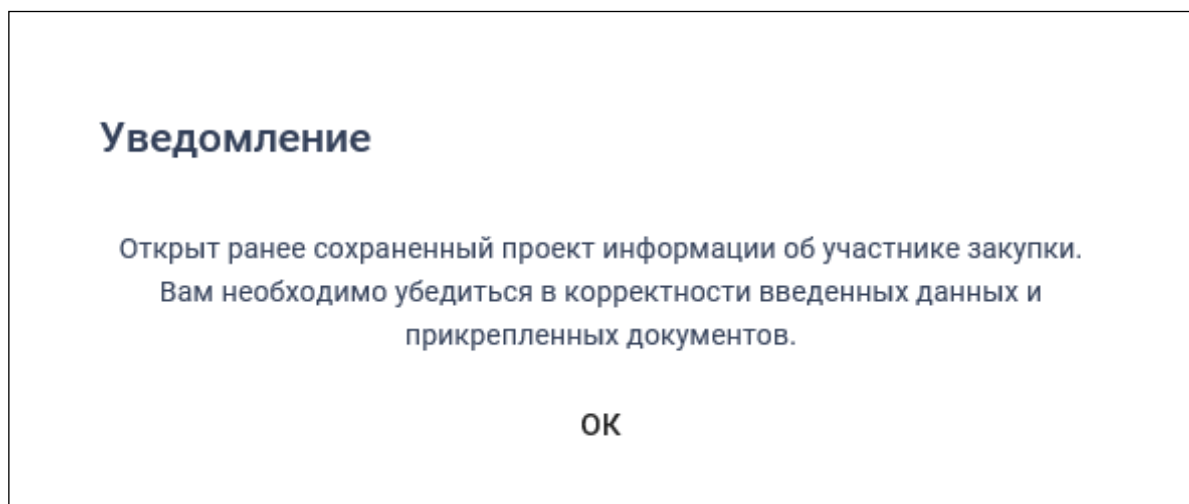 Уведомление
Открыт ранее сохраненный проект информации об участнике закупки.
Вам необходимо убедиться в корректности введенных данных и
прикрепленных документов.
ОК